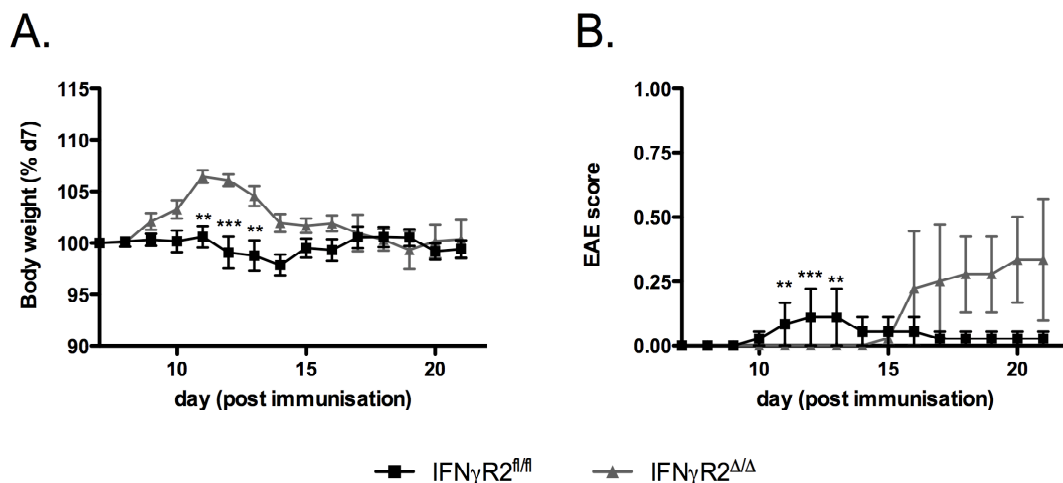 A.
115
110
105
100
95
90
Body weight (% d7)
** *** **
10 15 20
day (post immunisation)
B.
1.00
0.75
0.50
0.25
0.00
EAE score
** *** **
10 15 20
day (post immunisation)
IFNγR2fl/fl
IFNγR2Δ/Δ